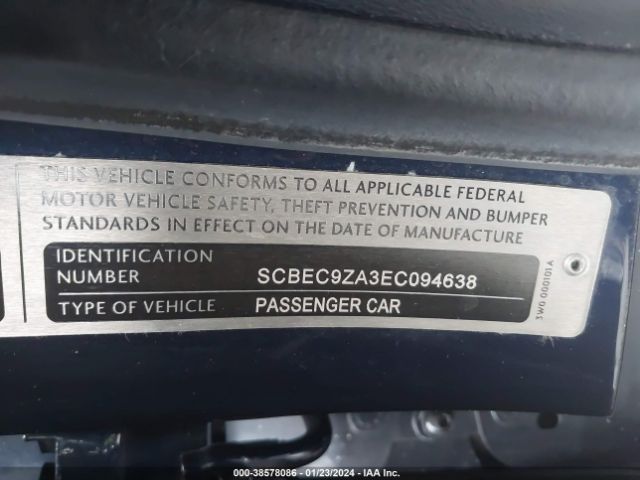 THIS VEHICLE CONFORMS TO ALL APPLICABLE FEDERAL
MOTOR VEHICLE SAFETY, THEFT PREVENTION AND BUMPER
STANDARDS IN EFFECT ON THE DATE OF MANUFACTURE
IDENTIFICATION
NUMBER SCBEC9ZA3EC094638
TYPE OF VEHICLE PASSENGER CAR
3W0 000101A
000-38578086 - 01/23/2024 - IAA Inc.